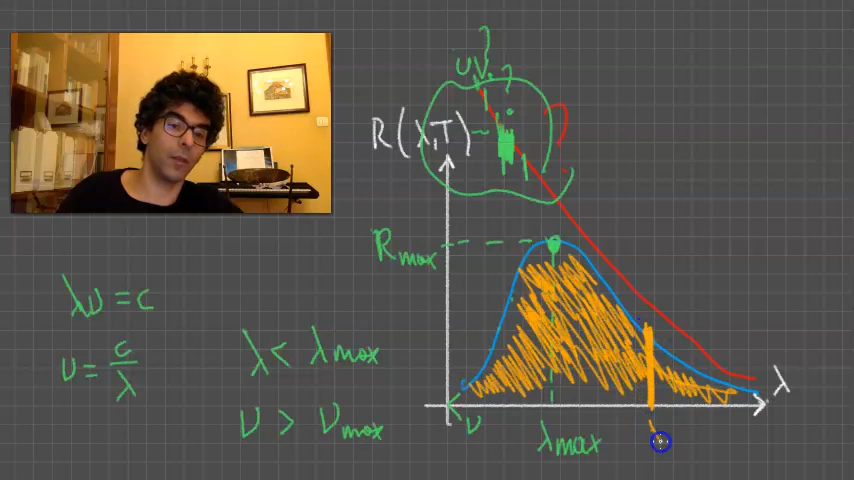 UV?
R(λ,T)
?
Rmax
λν = c
ν = c/λ
λ < λmax
ν > νmax
λ
ν
λmax